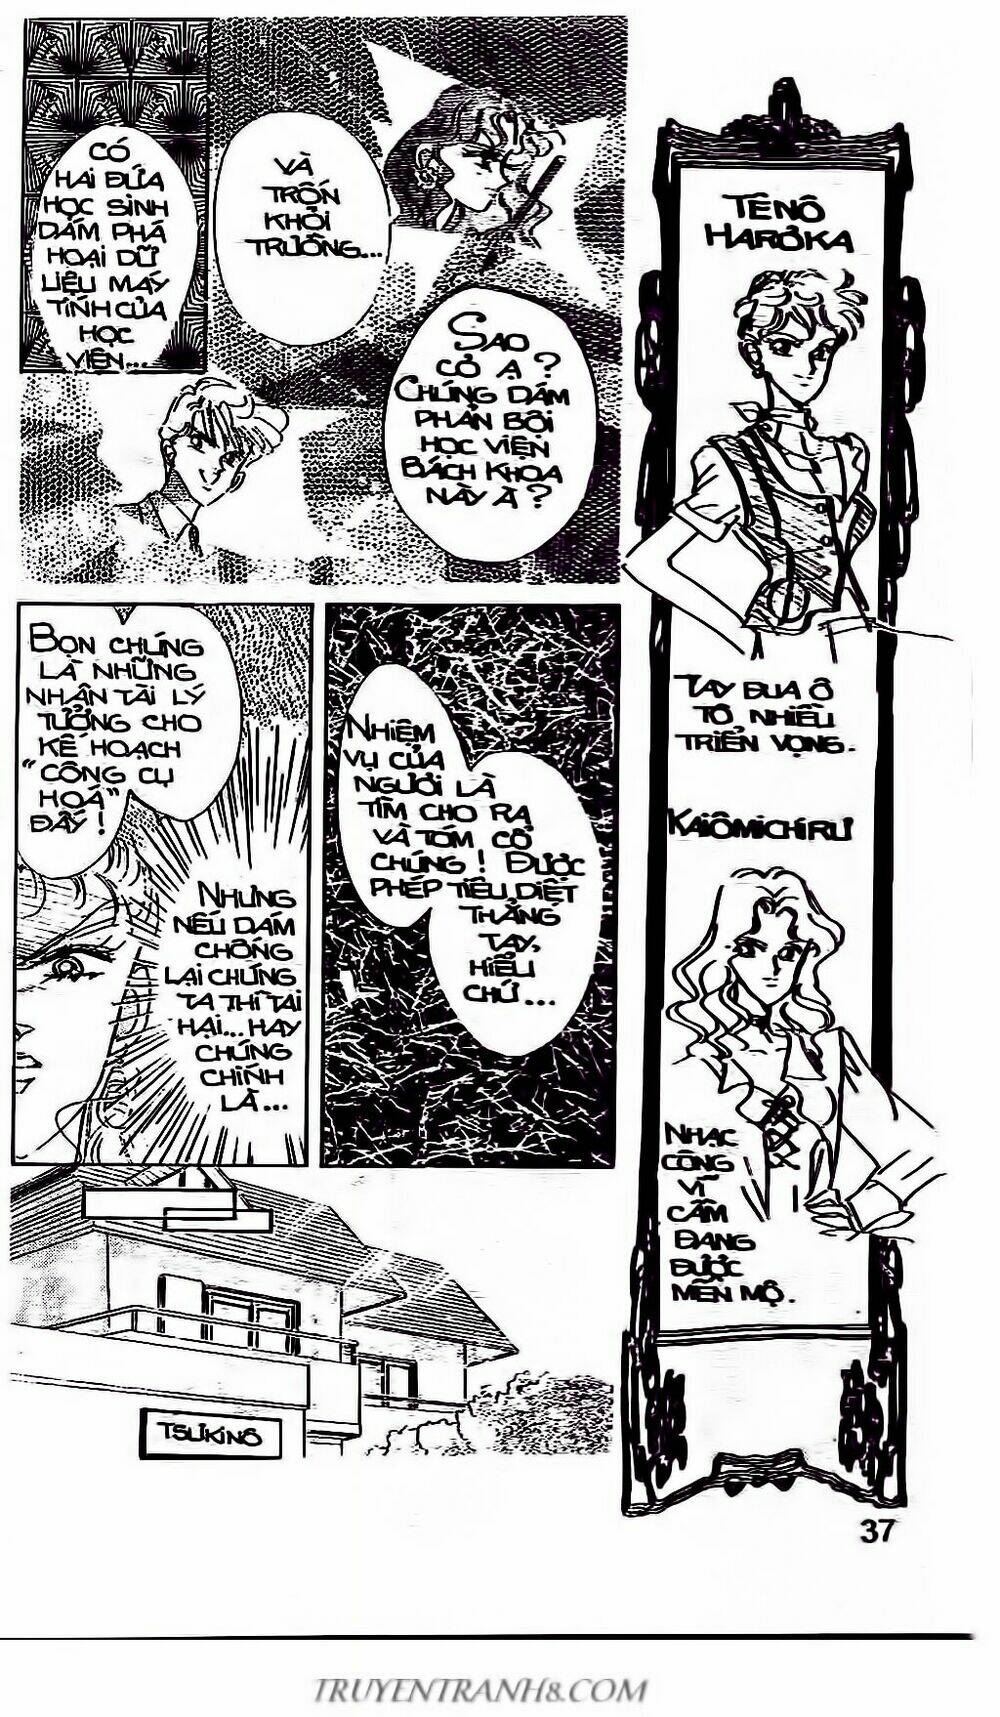 CÓ
HAI ĐỨA
HỌC SINH
DÁM PHÁ
HOẠI DỮ
LIỆU MÁY
TÍNH CỦA
HỌC
VIỆN...
VÀ
TRỐN
KHỎI
TRƯỜNG...
SAO
CƠ Ạ?
CHÚNG DÁM
PHẢN BỘI
HỌC VIỆN
BÁCH KHOA
NÀY À?
TÊNÔ
HARƠKA
TAY ĐUA Ô
TÔ NHIỀU
TRIỂN VỌNG.
KAIÔMICHIRƯ
NHẠC
CÔNG
VĨ
CẦM
ĐANG
ĐƯỢC
MẾN MỘ.
BỌN CHÚNG
LÀ NHỮNG
NHÂN TÀI LÝ
TƯỞNG CHO
KẾ HOẠCH
"CÔNG CỤ
HOÁ"
ĐẤY!
NHƯNG
NẾU DÁM
CHỐNG
LẠI CHÚNG
TA THÌ TAI
HẠI... HAY
CHÚNG
CHÍNH
LÀ...
NHIỆM
VỤ CỦA
NGƯƠI LÀ
TÌM CHO RA
VÀ TÓM CỔ
CHÚNG! ĐƯỢC
PHÉP TIÊU DIỆT
THẲNG
TAY,
HIỂU
CHỨ...
TSƯKINÔ
37
TRUYENTRANH8.COM